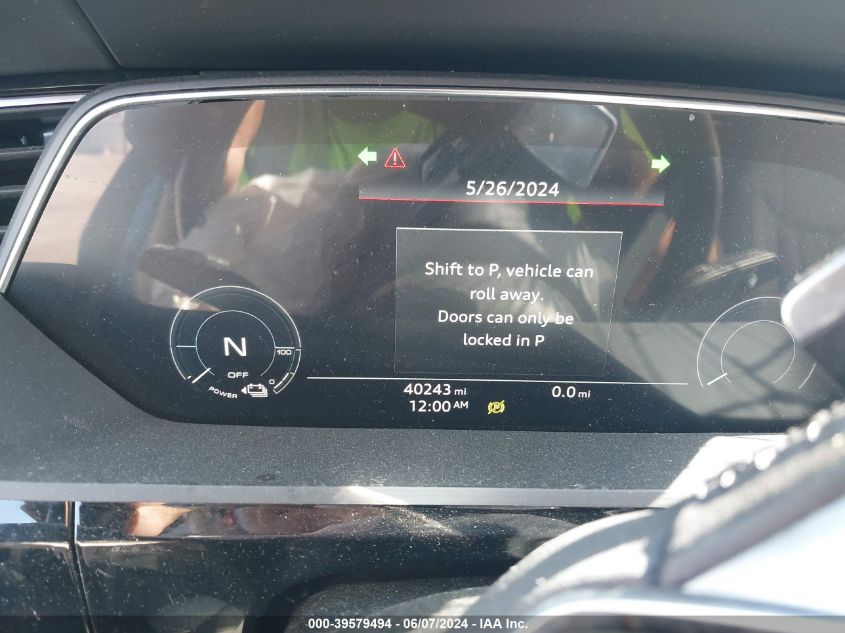 5/26/2024
Shift to P, vehicle can
roll away.
Doors can only be
locked in P
N
100
OFF
0
POWER
40243 mi
0.0 mi
12:00 AM
000-39579494 - 06/07/2024 - IAA Inc.